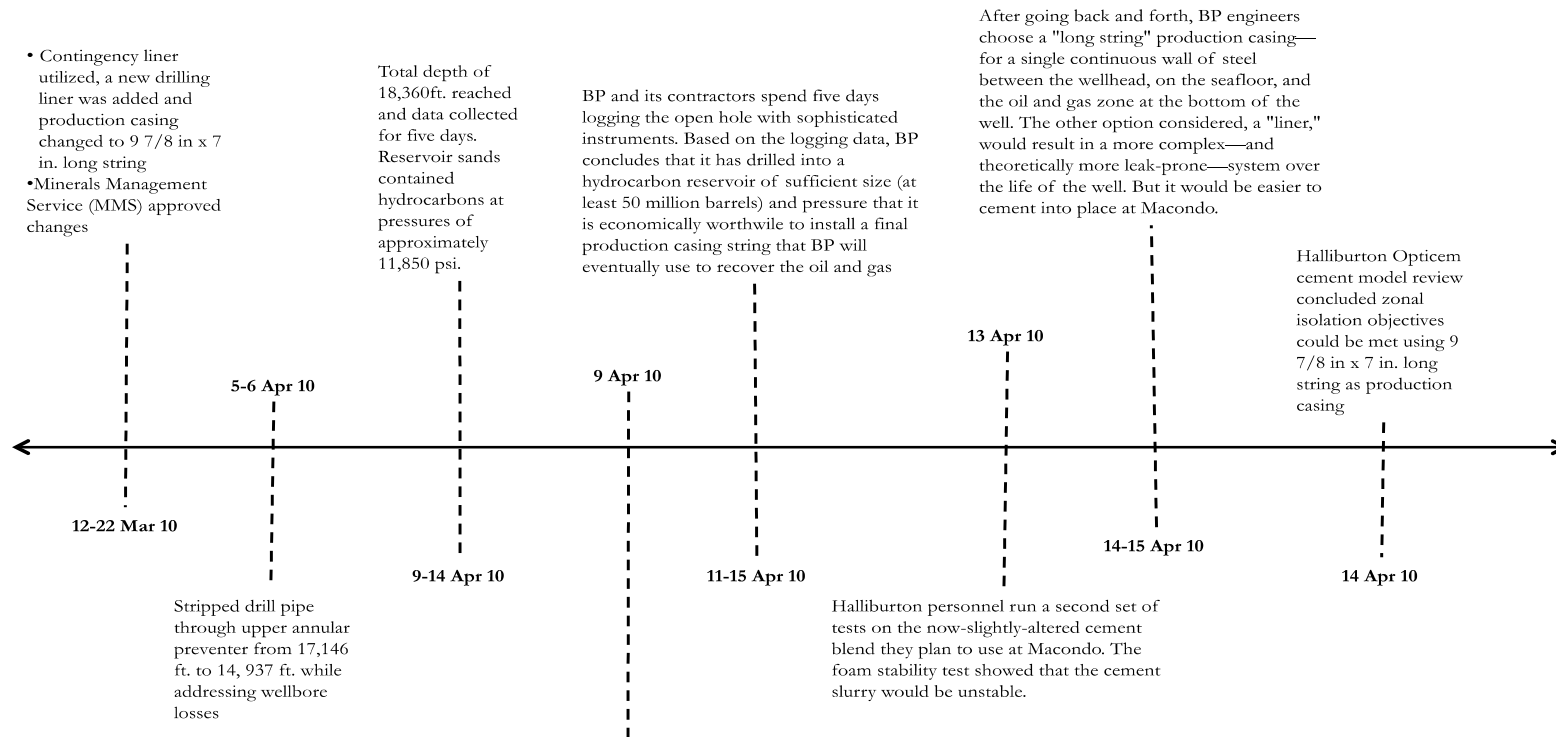 • Contingency liner
utilized, a new drilling
liner was added and
production casing
changed to 9 7/8 in x 7
in. long string
•Minerals Management
Service (MMS) approved
changes
12-22 Mar 10
5-6 Apr 10
Stripped drill pipe
through upper annular
preventer from 17,146
ft. to 14, 937 ft. while
addressing wellbore
losses
Total depth of
18,360ft. reached
and data collected
for five days.
Reservoir sands
contained
hydrocarbons at
pressures of
approximately
11,850 psi.
9-14 Apr 10
9 Apr 10
BP and its contractors spend five days
logging the open hole with sophisticated
instruments. Based on the logging data, BP
concludes that it has drilled into a
hydrocarbon reservoir of sufficient size (at
least 50 million barrels) and pressure that it
is economically worthwile to install a final
production casing string that BP will
eventually use to recover the oil and gas
11-15 Apr 10
13 Apr 10
Halliburton personnel run a second set of
tests on the now-slightly-altered cement
blend they plan to use at Macondo. The
foam stability test showed that the cement
slurry would be unstable.
After going back and forth, BP engineers
choose a "long string" production casing—
for a single continuous wall of steel
between the wellhead, on the seafloor, and
the oil and gas zone at the bottom of the
well. The other option considered, a "liner,"
would result in a more complex—and
theoretically more leak-prone—system over
the life of the well. But it would be easier to
cement into place at Macondo.
14-15 Apr 10
Halliburton Opticem
cement model review
concluded zonal
isolation objectives
could be met using 9
7/8 in x 7 in. long
string as production
casing
14 Apr 10